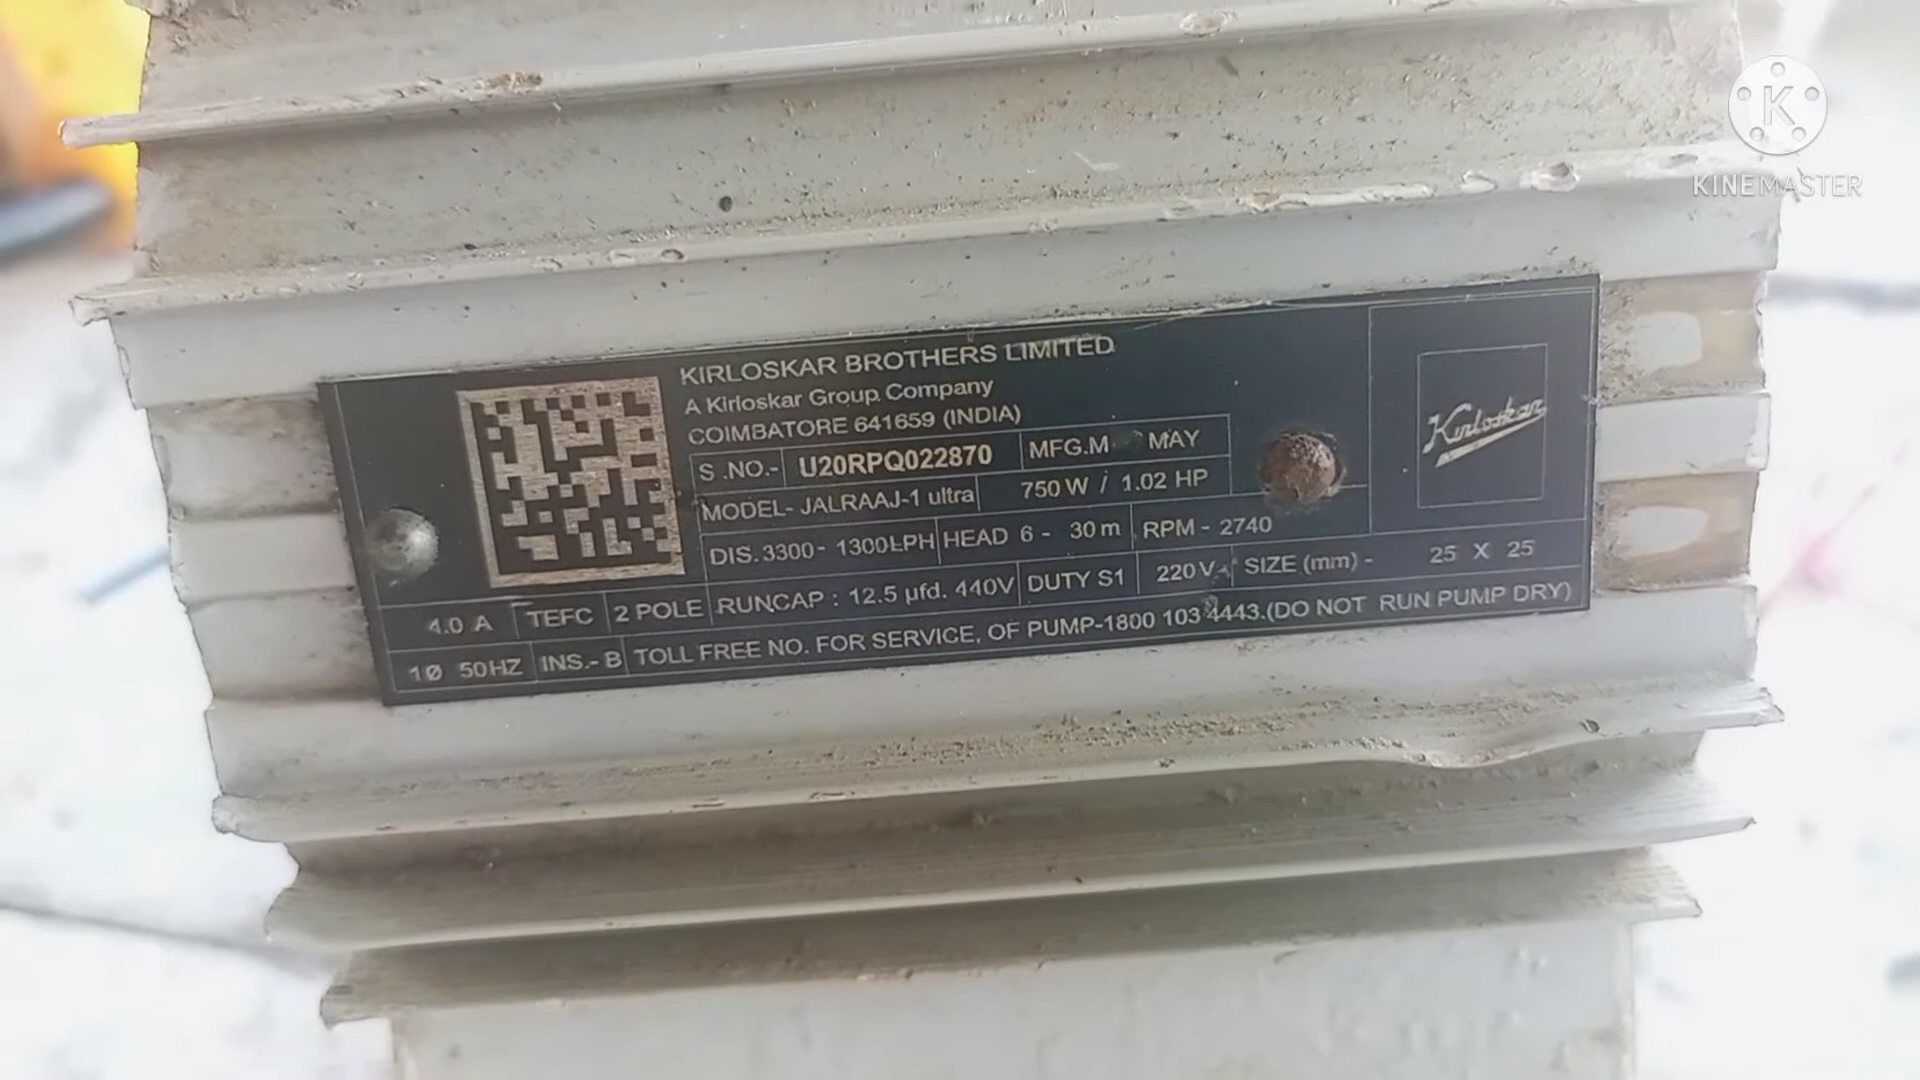 KINEMASTER
KIRLOSKAR BROTHERS LIMITED
A Kirloskar Group Company
COIMBATORE 641659 (INDIA)
S .NO.- U20RPQ022870 MFG.M MAY
MODEL- JALRAAJ-1 ultra 750 W / 1.02 HP
DIS. 3300 - 1300LPH HEAD 6 - 30 m RPM - 2740
4.0 A TEFC 2 POLE RUNCAP : 12.5 µfd. 440V DUTY S1 220 V SIZE (mm) - 25 X 25
1Ø 50HZ INS.- B TOLL FREE NO. FOR SERVICE, OF PUMP-1800 103 4443.(DO NOT RUN PUMP DRY)
Kirloskar